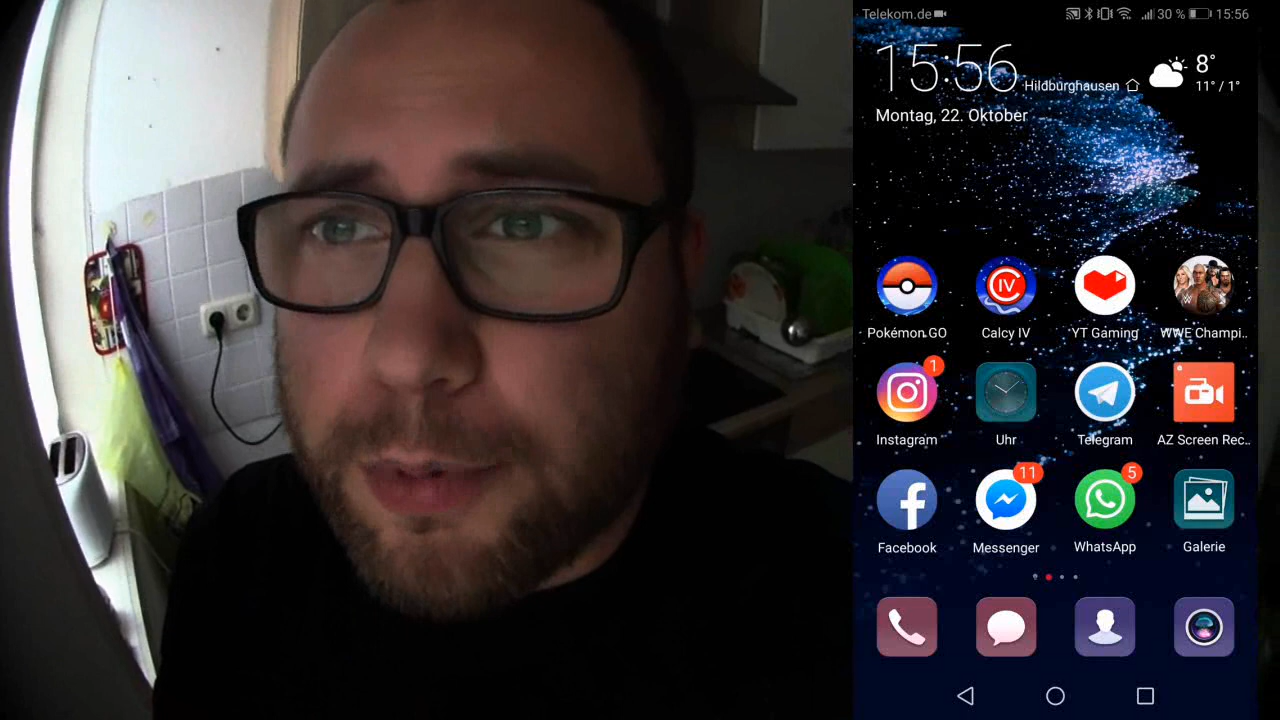 Telekom.de 30 % 15:56
15:56
Hildburghausen 8°
11° / 1°
Montag, 22. Oktober
Pokémon GO Calcy IV YT Gaming WWE Champi..
IV
1
Instagram Uhr Telegram AZ Screen Rec..
11 5
Facebook Messenger WhatsApp Galerie